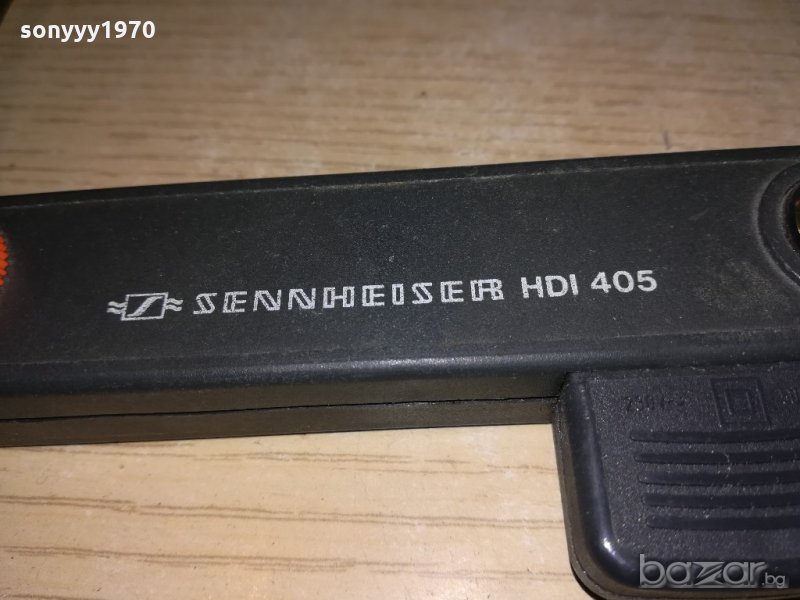 sonyyy1970
SENNHEISER HDI 405
bazar.bg